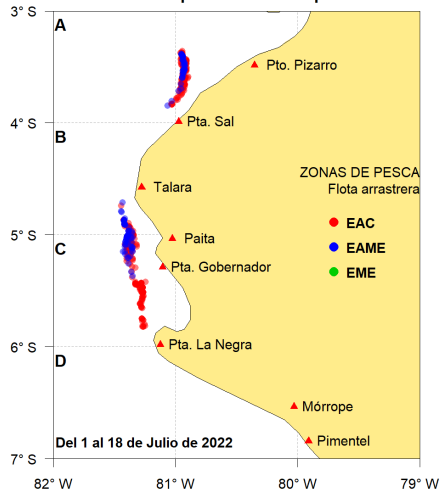 3° S
A
Pto. Pizarro
4° S
Pta. Sal
B
ZONAS DE PESCA
Flota arrastrera
Talara
EAC
5° S
Paita
EAME
C
Pta. Gobernador
EME
6° S
Pta. La Negra
D
Mórrope
Del 1 al 18 de Julio de 2022
Pimentel
7° S
82° W
81° W
80° W
79° W